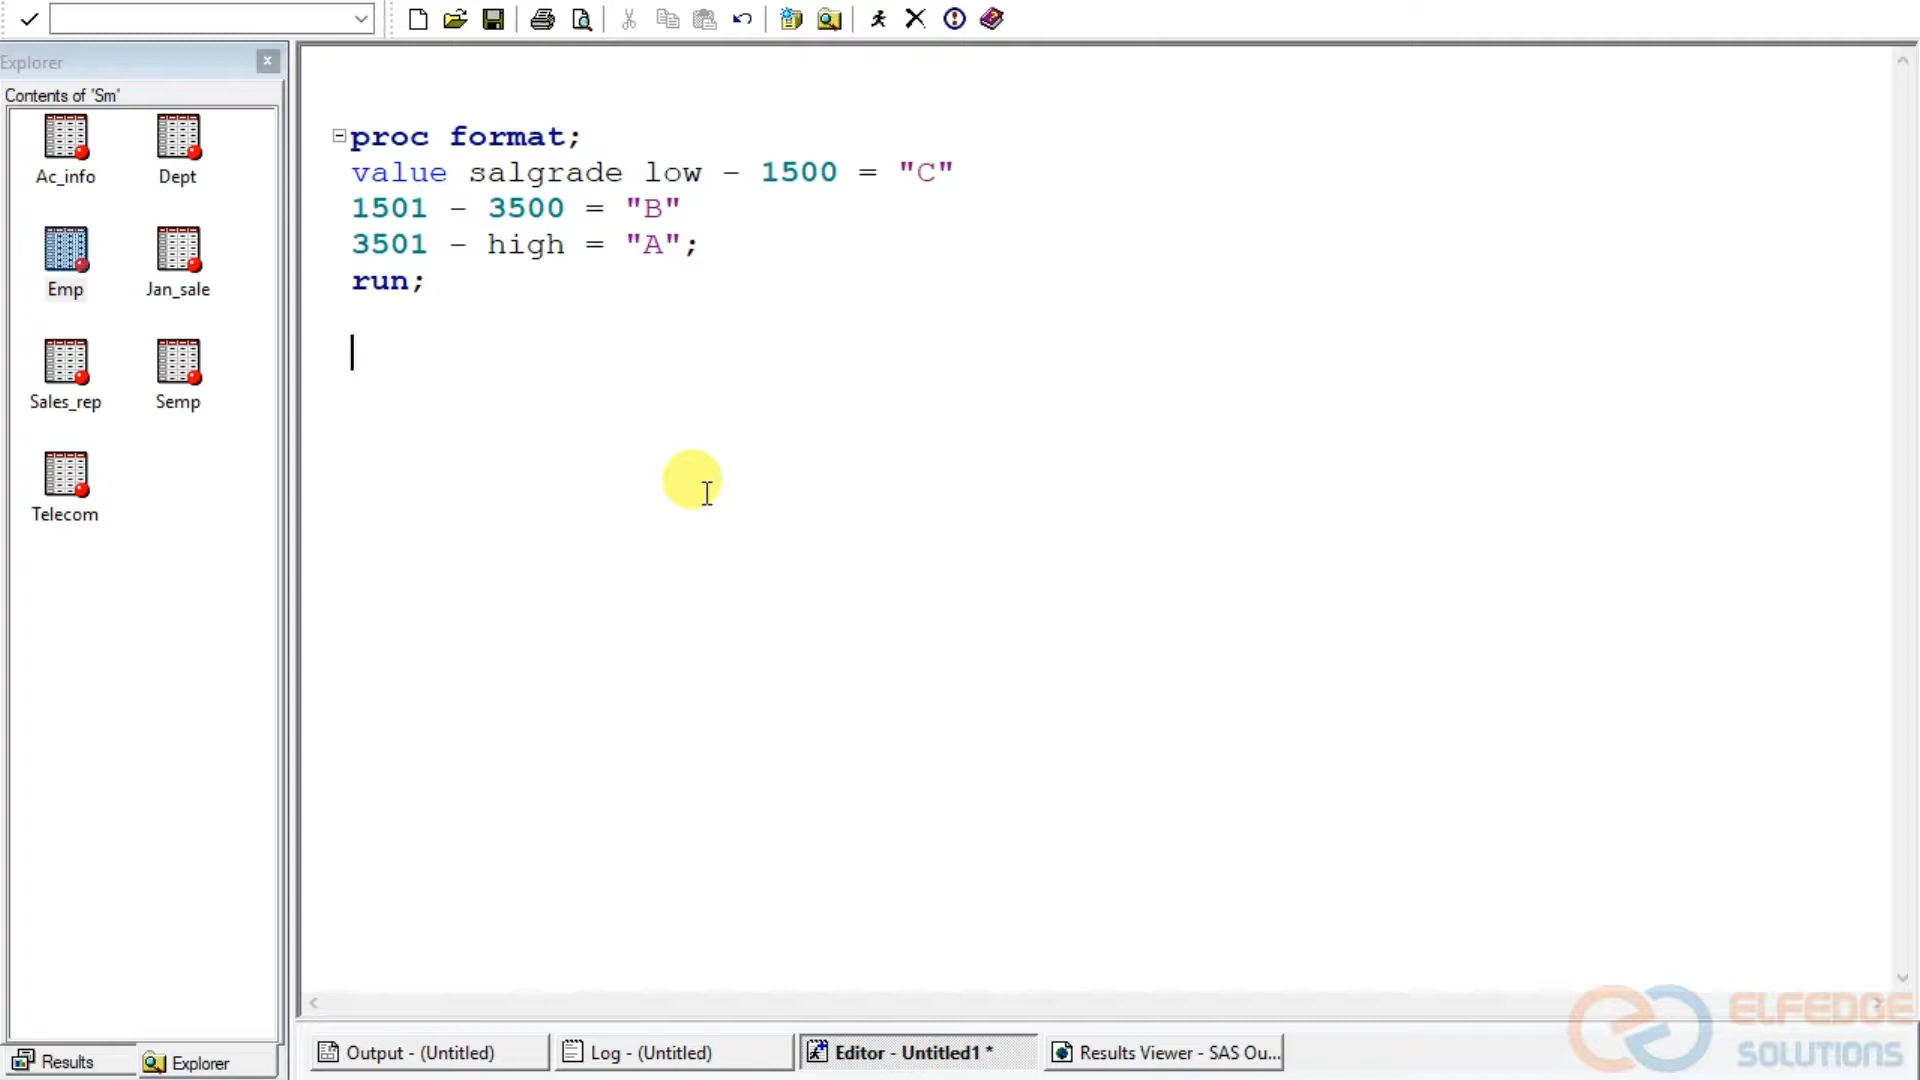 Explorer
Contents of 'Sm'
Ac_info
Dept
Emp
Jan_sale
Sales_rep
Semp
Telecom
proc format;
value salgrade low - 1500 = "C"
1501 - 3500 = "B"
3501 - high = "A";
run;
Results
Explorer
Output - (Untitled)
Log - (Untitled)
Editor - Untitled1 *
Results Viewer - SAS Ou...
ELFEDGE
SOLUTIONS